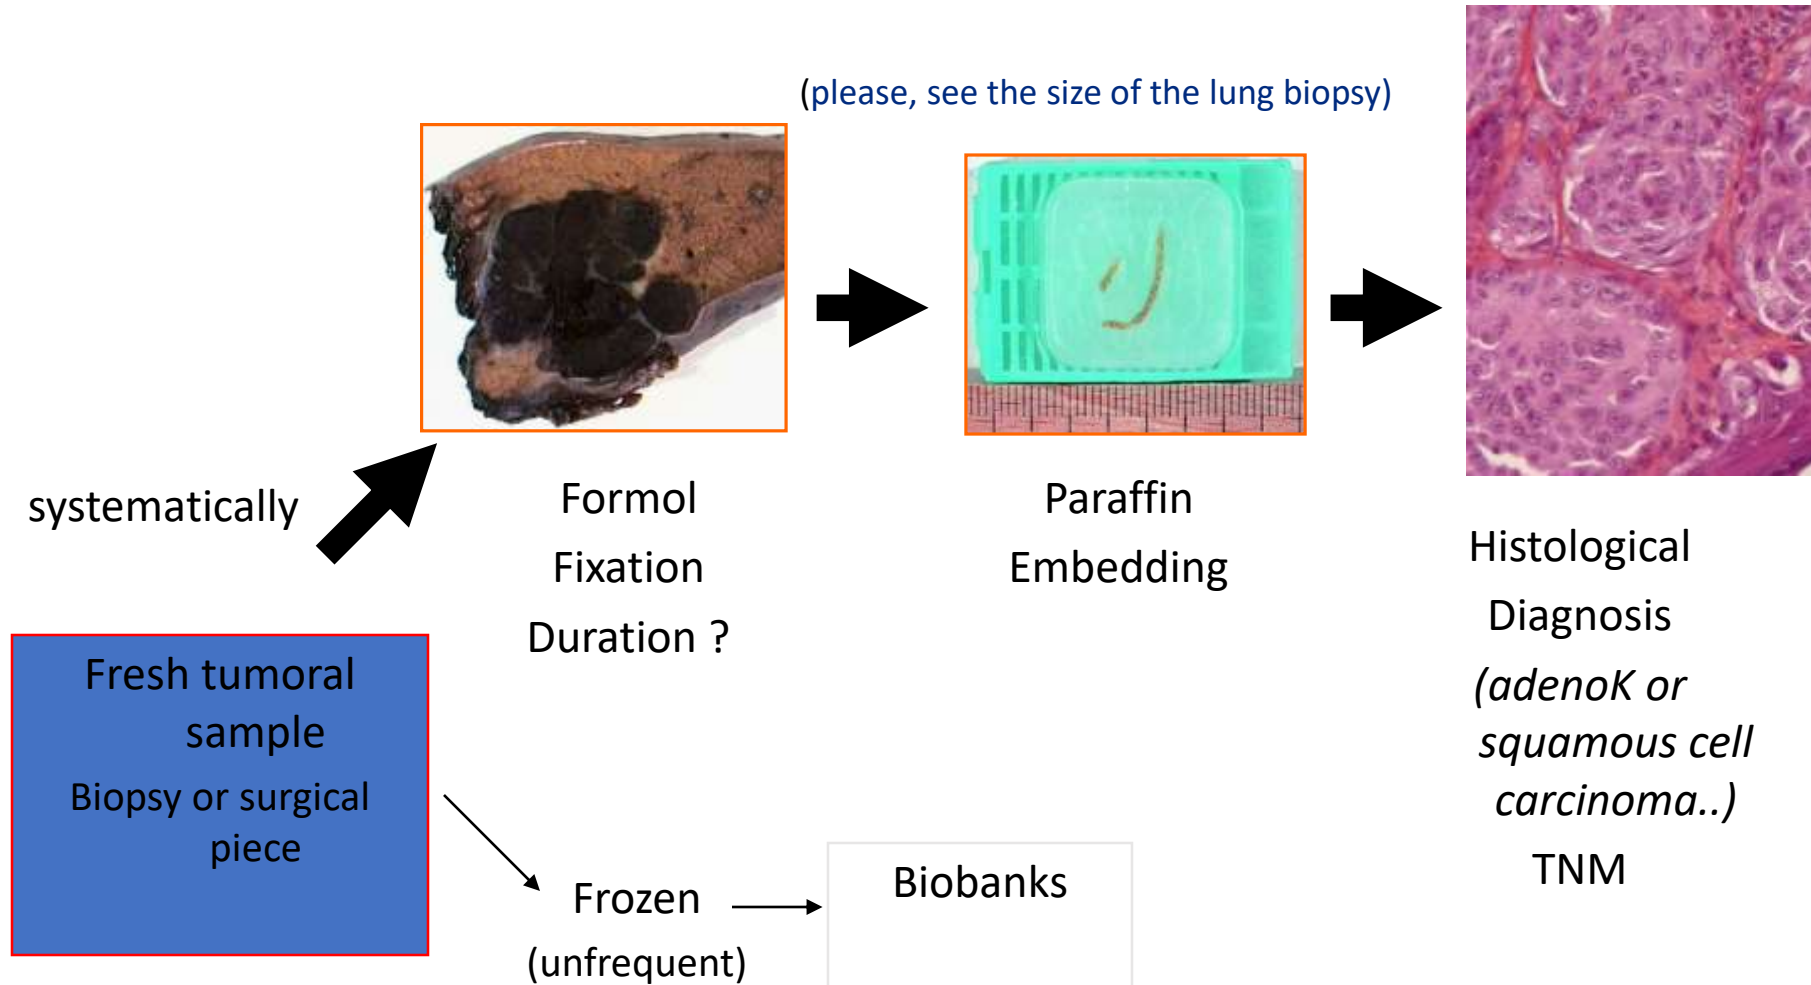 (please, see the size of the lung biopsy)
systematically
Formol
Fixation
Duration ?
Paraffin
Embedding
Histological
Diagnosis
(adenoK or
squamous cell
carcinoma..)
TNM
Fresh tumoral
sample
Biopsy or surgical
piece
Frozen
(unfrequent)
Biobanks